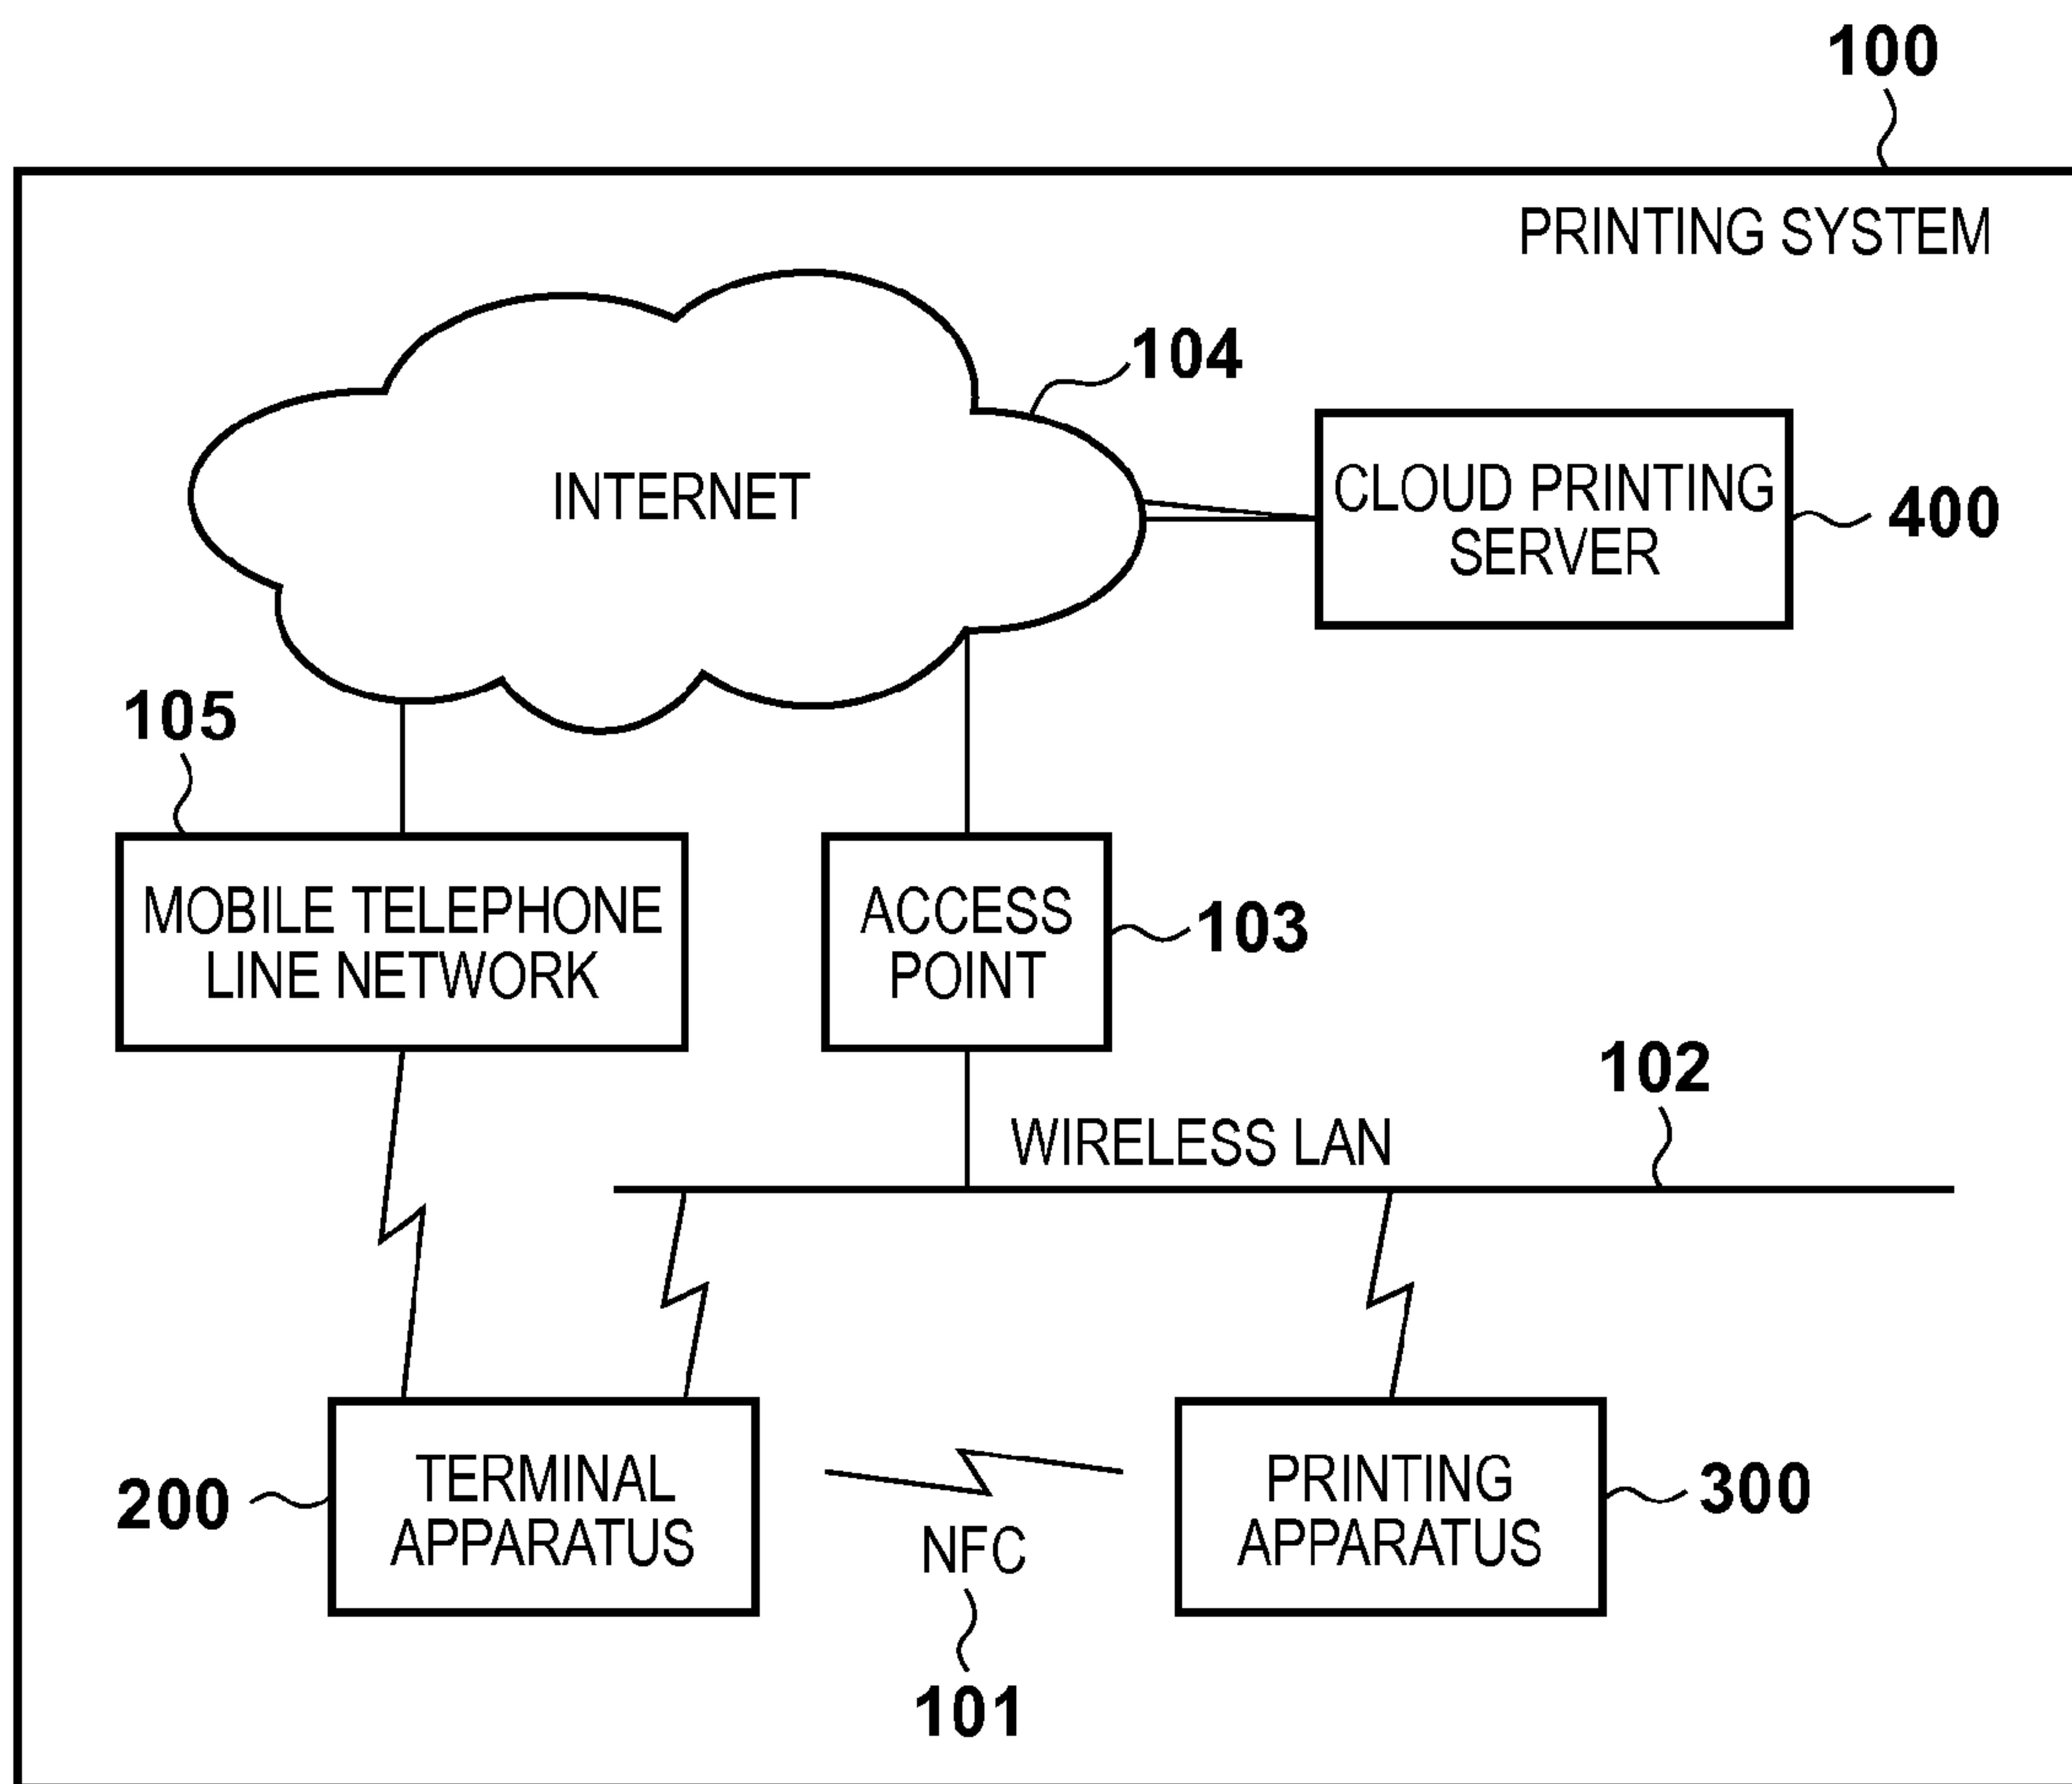 100
PRINTING SYSTEM
104
INTERNET
CLOUD PRINTING
SERVER
400
105
MOBILE TELEPHONE
LINE NETWORK
ACCESS
POINT
103
102
WIRELESS LAN
200
TERMINAL
APPARATUS
NFC
101
PRINTING
APPARATUS
300